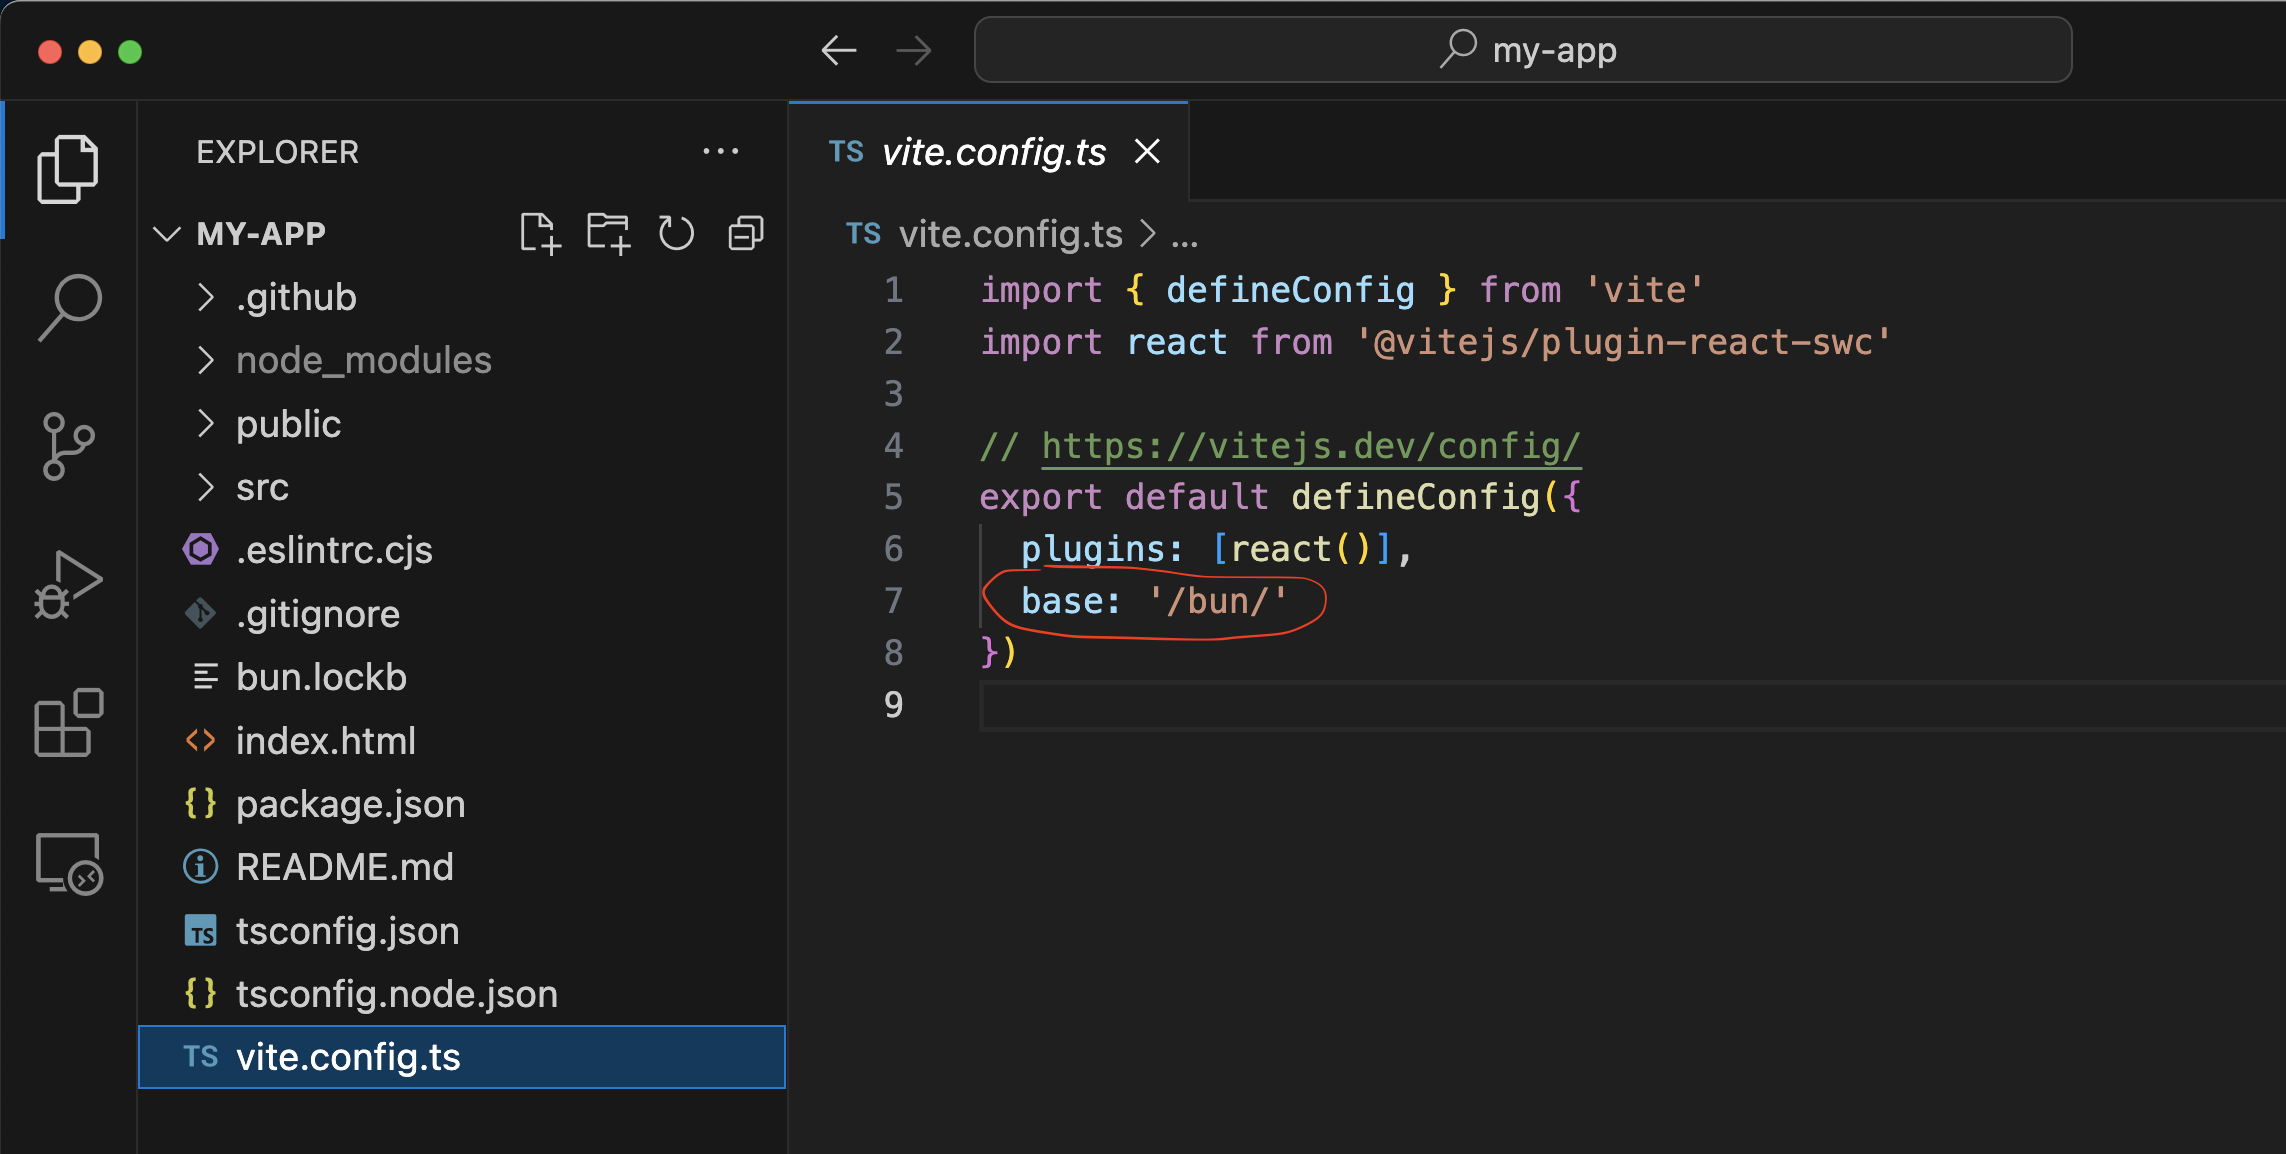 my-app
EXPLORER
MY-APP
.github
node_modules
public
src
.eslintrc.cjs
.gitignore
bun.lockb
index.html
package.json
README.md
TS tsconfig.json
tsconfig.node.json
TS vite.config.ts
TS vite.config.ts
TS vite.config.ts > ...
1 import { defineConfig } from 'vite'
2 import react from '@vitejs/plugin-react-swc'
3
4 // https://vitejs.dev/config/
5 export default defineConfig({
6 plugins: [react()],
7 base: '/bun/'
8 })
9